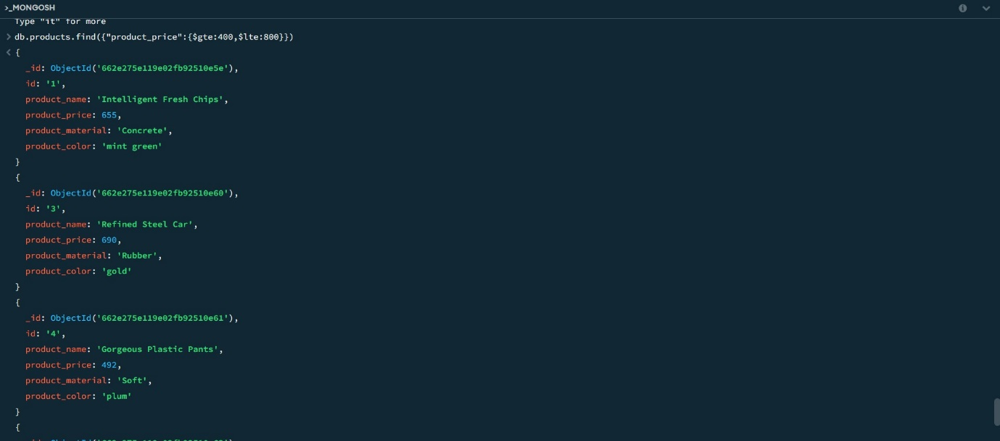 >_MONGOSH
Type "it" for more
> db.products.find({"product_price":{$gte:400,$lte:800}})
< {
_id: ObjectId('662e275e119e02fb92510e5e'),
id: '1',
product_name: 'Intelligent Fresh Chips',
product_price: 655,
product_material: 'Concrete',
product_color: 'mint green'
}
{
_id: ObjectId('662e275e119e02fb92510e60'),
id: '3',
product_name: 'Refined Steel Car',
product_price: 690,
product_material: 'Rubber',
product_color: 'gold'
}
{
_id: ObjectId('662e275e119e02fb92510e61'),
id: '4',
product_name: 'Gorgeous Plastic Pants',
product_price: 492,
product_material: 'Soft',
product_color: 'plum'
}
{